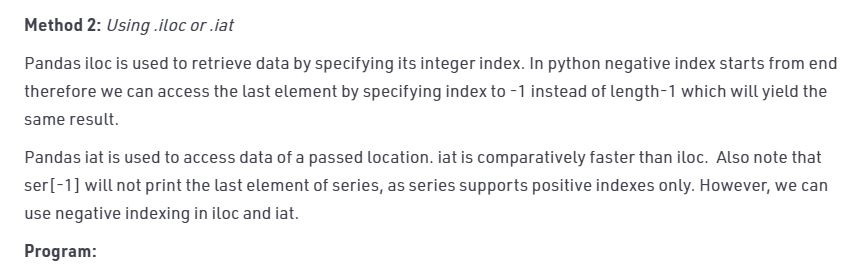 Method 2: Using .iloc or .iat
Pandas iloc is used to retrieve data by specifying its integer index. In python negative index starts from end
therefore we can access the last element by specifying index to -1 instead of length-1 which will yield the
same result.
Pandas iat is used to access data of a passed location. iat is comparatively faster than iloc.  Also note that
ser[-1] will not print the last element of series, as series supports positive indexes only. However, we can
use negative indexing in iloc and iat.
Program: